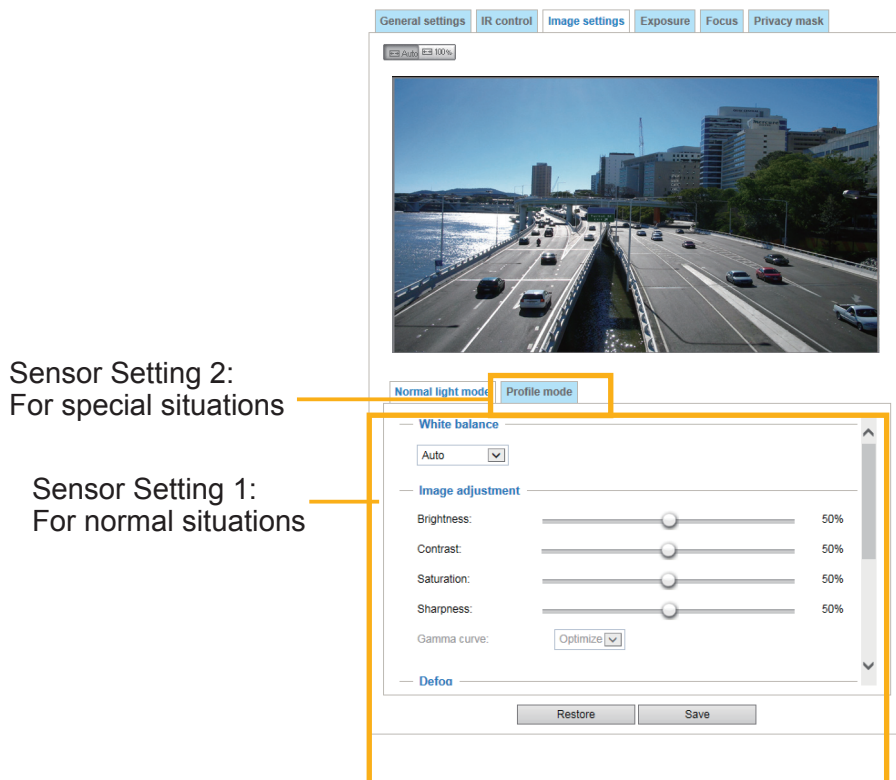 General settings IR control Image settings Exposure Focus Privacy mask
Auto 100%
Sensor Setting 2:
For special situations
Normal light mode Profile mode
White balance
Auto
Sensor Setting 1:
For normal situations
Image adjustment
Brightness: 50%
Contrast: 50%
Saturation: 50%
Sharpness: 50%
Gamma curve: Optimize
Defog
Restore Save